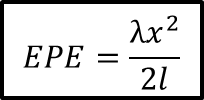 EPE = λx²/2l